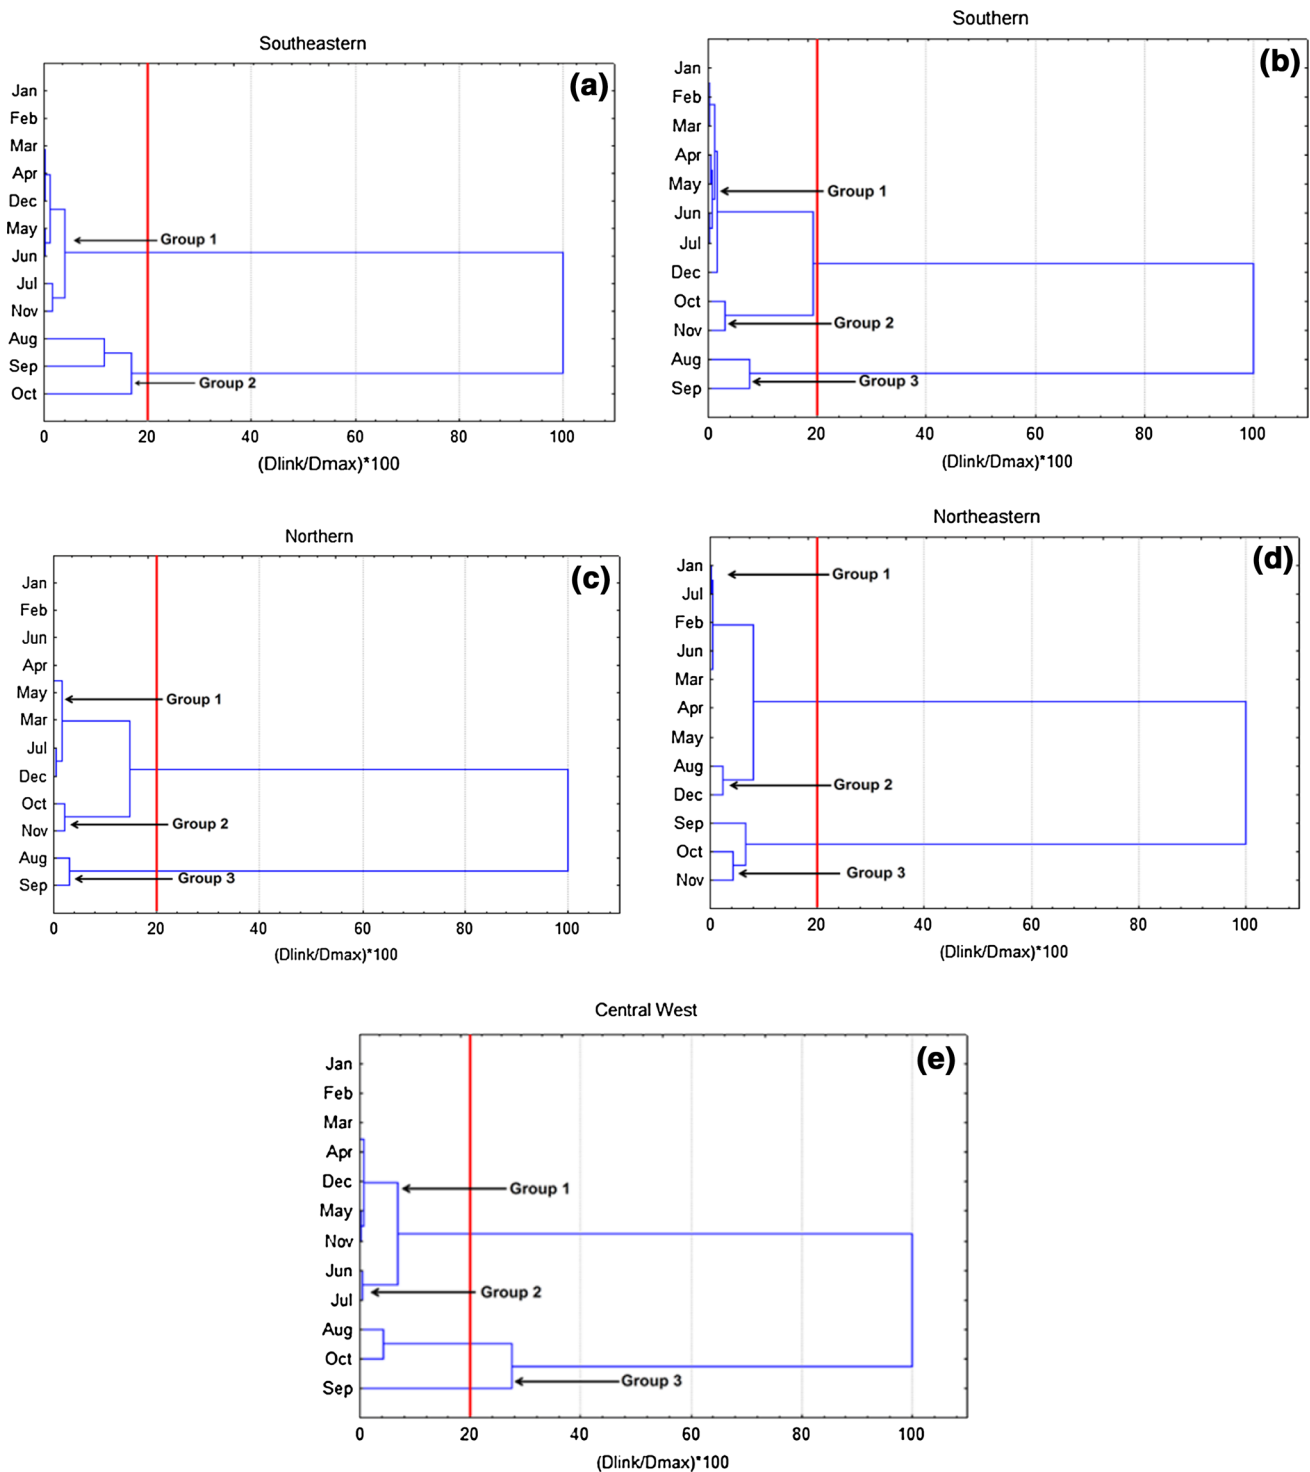 Southeastern
(a)
Jan
Feb
Mar
Apr
Dec
May
Jun
Jul
Nov
Aug
Sep
Oct
Group 1
Group 2
0 20 40 60 80 100
(Dlink/Dmax)*100
Southern
(b)
Jan
Feb
Mar
Apr
May
Jun
Jul
Dec
Oct
Nov
Aug
Sep
Group 1
Group 2
Group 3
0 20 40 60 80 100
(Dlink/Dmax)*100
Northern
(c)
Jan
Feb
Jun
Apr
May
Mar
Jul
Dec
Oct
Nov
Aug
Sep
Group 1
Group 2
Group 3
0 20 40 60 80 100
(Dlink/Dmax)*100
Northeastern
(d)
Jan
Jul
Feb
Jun
Mar
Apr
May
Aug
Dec
Sep
Oct
Nov
Group 1
Group 2
Group 3
0 20 40 60 80 100
(Dlink/Dmax)*100
Central West
(e)
Jan
Feb
Mar
Apr
Dec
May
Nov
Jun
Jul
Aug
Oct
Sep
Group 1
Group 2
Group 3
0 20 40 60 80 100
(Dlink/Dmax)*100